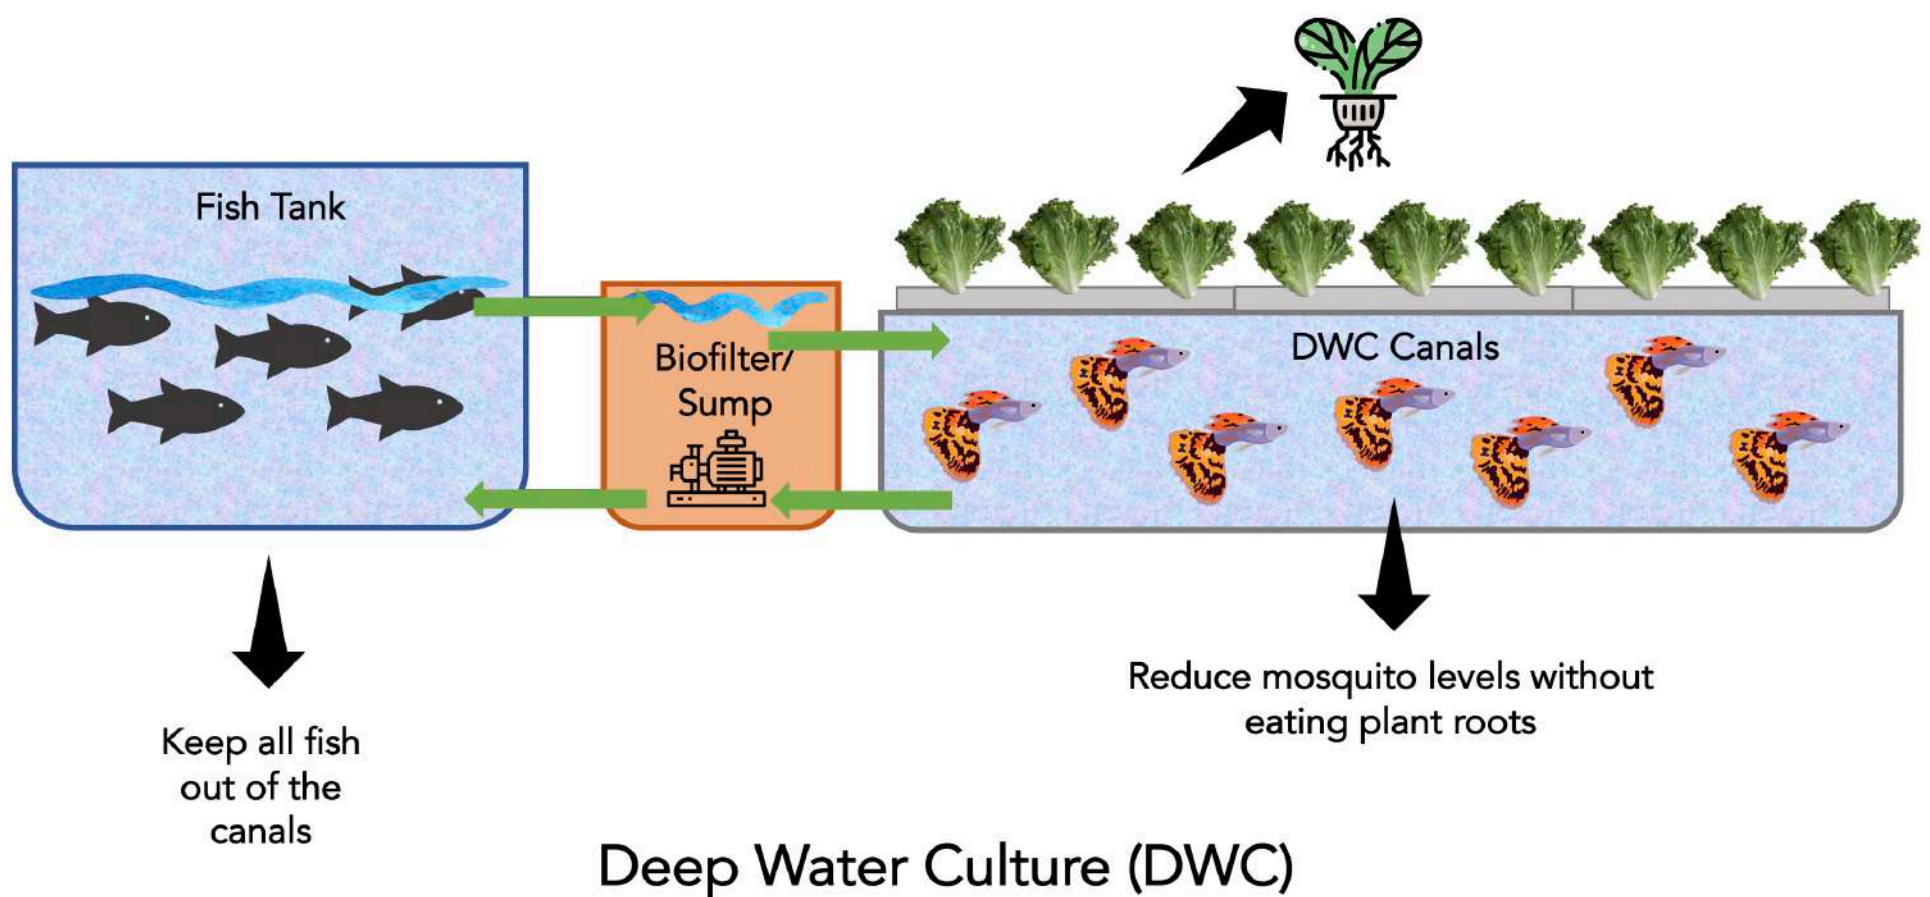 Fish Tank
Biofilter/
Sump
DWC Canals
Keep all fish
out of the
canals
Reduce mosquito levels without
eating plant roots
Deep Water Culture (DWC)